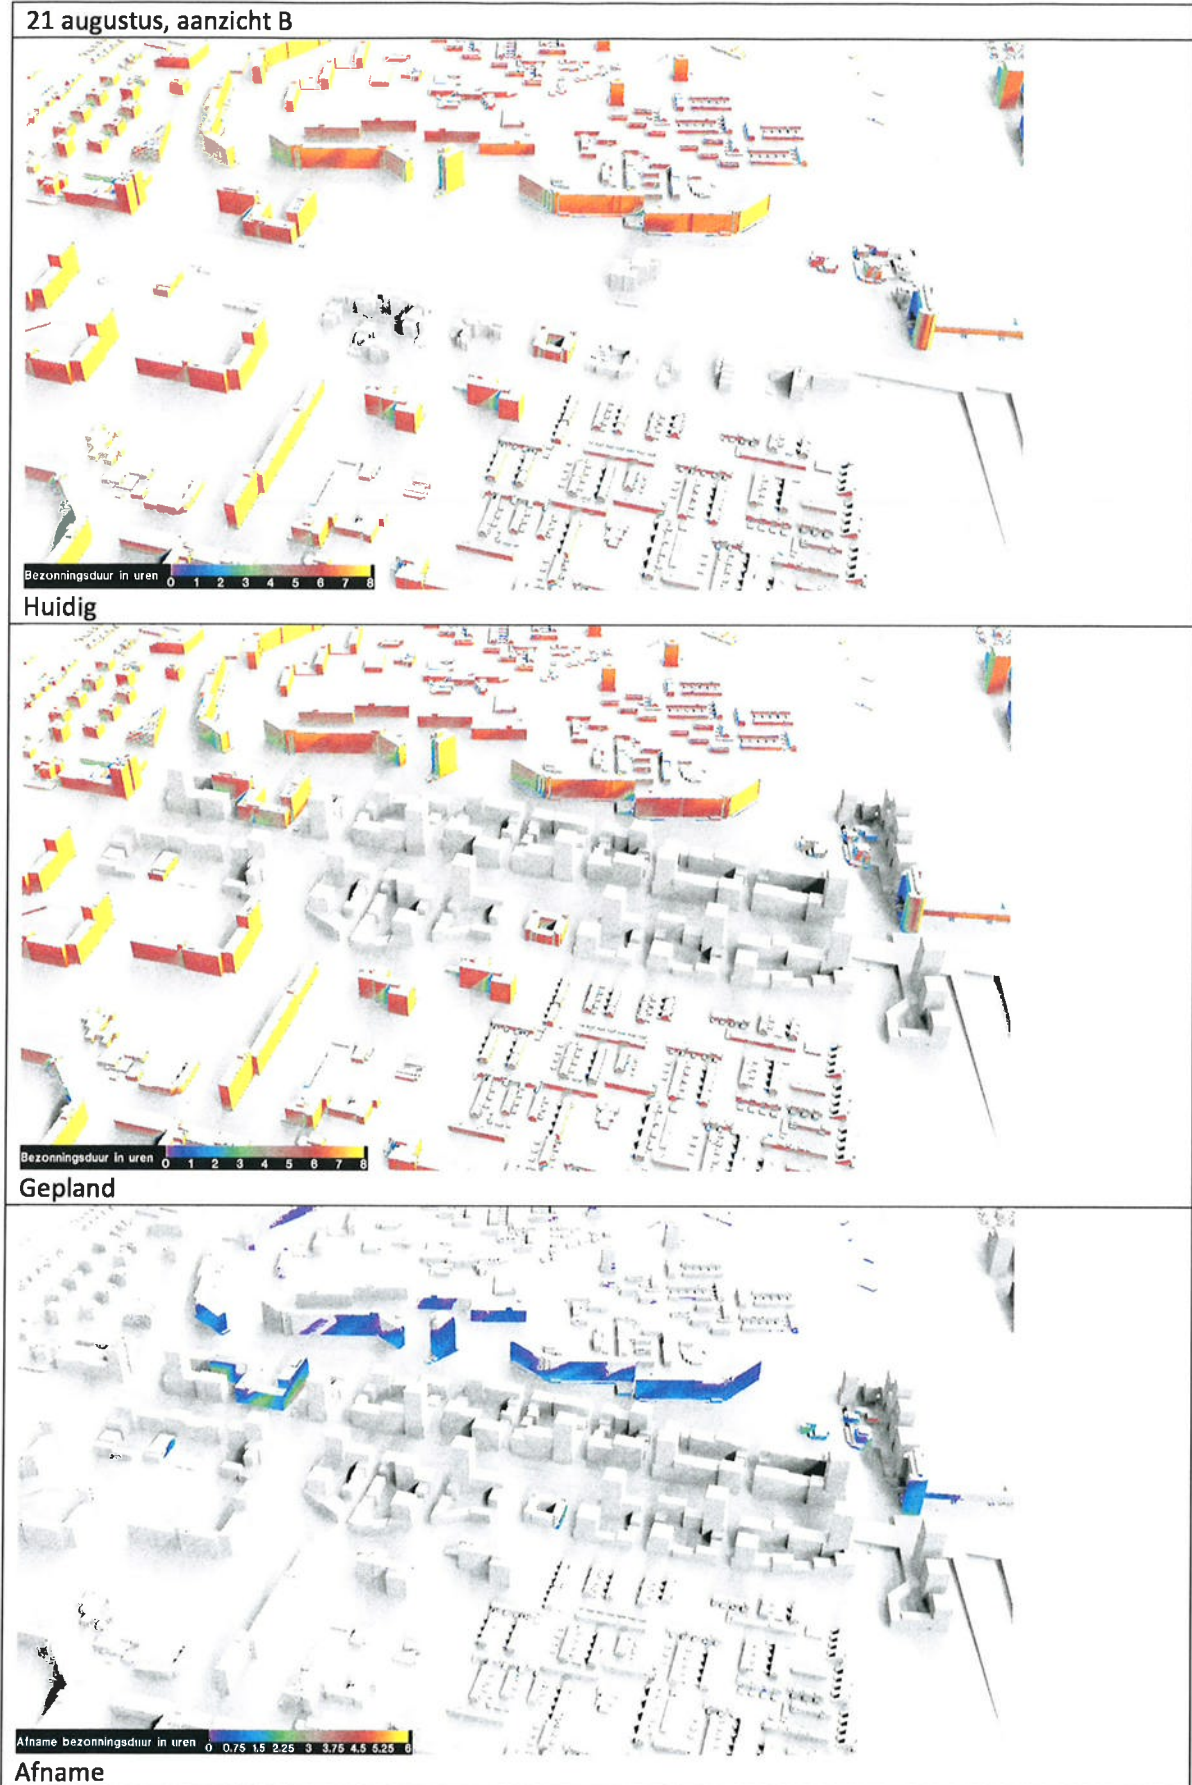 21 augustus, aanzicht B
Bezonningsduur in uren 0 1 2 3 4 5 6 7 8
Huidig
Bezonningsduur in uren 0 1 2 3 4 5 6 7 8
Gepland
Afname bezonningsduur in uren 0 0.75 1.5 2.25 3 3.75 4.5 5.25 6
Afname